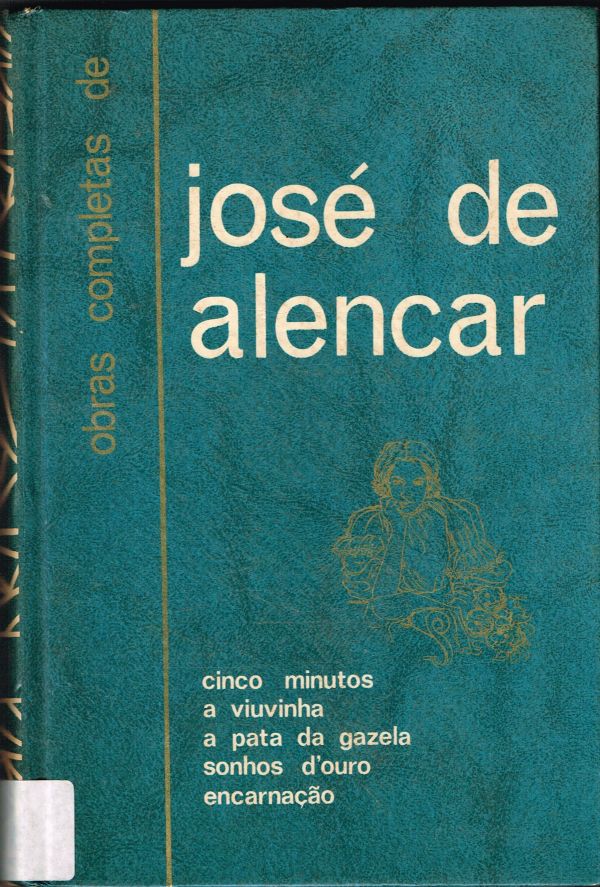 obras completas de
josé de
alencar
cinco minutos
a viuvinha
a pata da gazela
sonhos d'ouro
encarnação